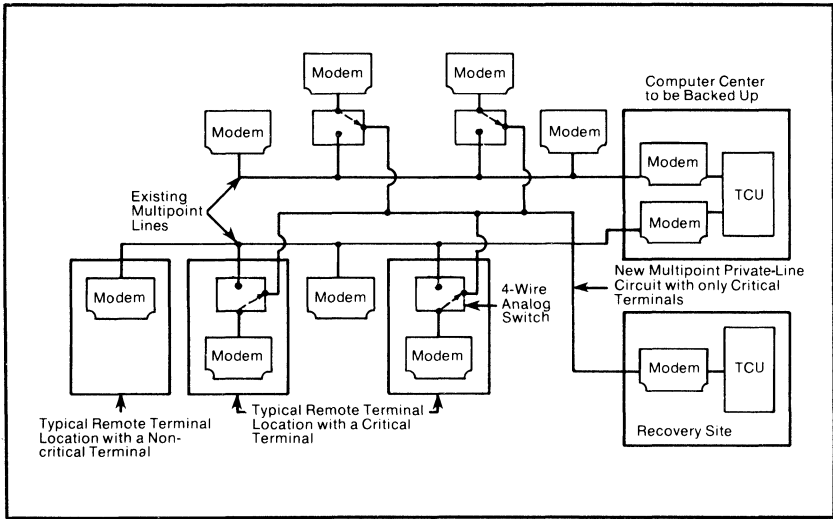 Modem
Modem
Computer Center
to be Backed Up
Modem
Modem
Modem
TCU
Modem
Existing
Multipoint
Lines
Modem
Modem
4-Wire
Analog
Switch
New Multipoint Private-Line
Circuit with only Critical
Terminals
Modem
Modem
Modem
TCU
Typical Remote Terminal
Location with a Non-
critical Terminal
Typical Remote Terminal
Location with a Critical
Terminal
Recovery Site